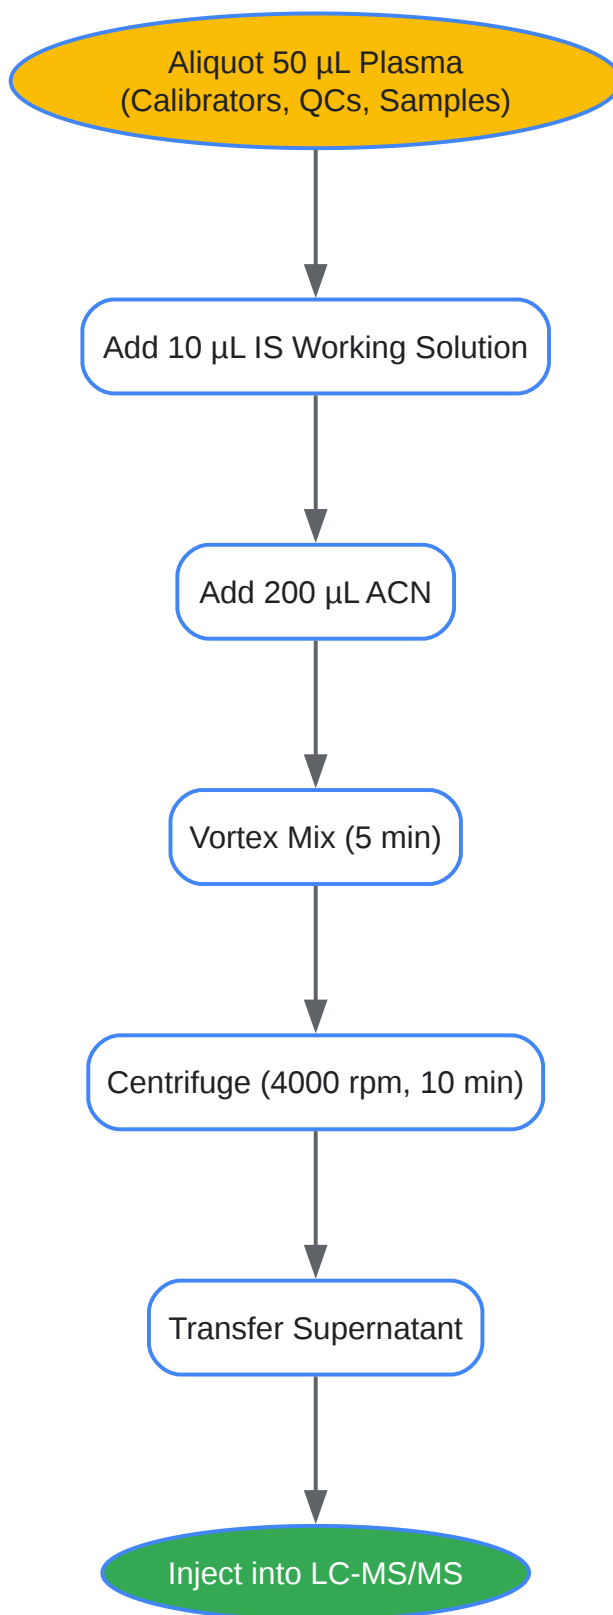 Aliquot 50 µL Plasma
(Calibrators, QCs, Samples)
Add 10 µL IS Working Solution
Add 200 µL ACN
Vortex Mix (5 min)
Centrifuge (4000 rpm, 10 min)
Transfer Supernatant
Inject into LC-MS/MS